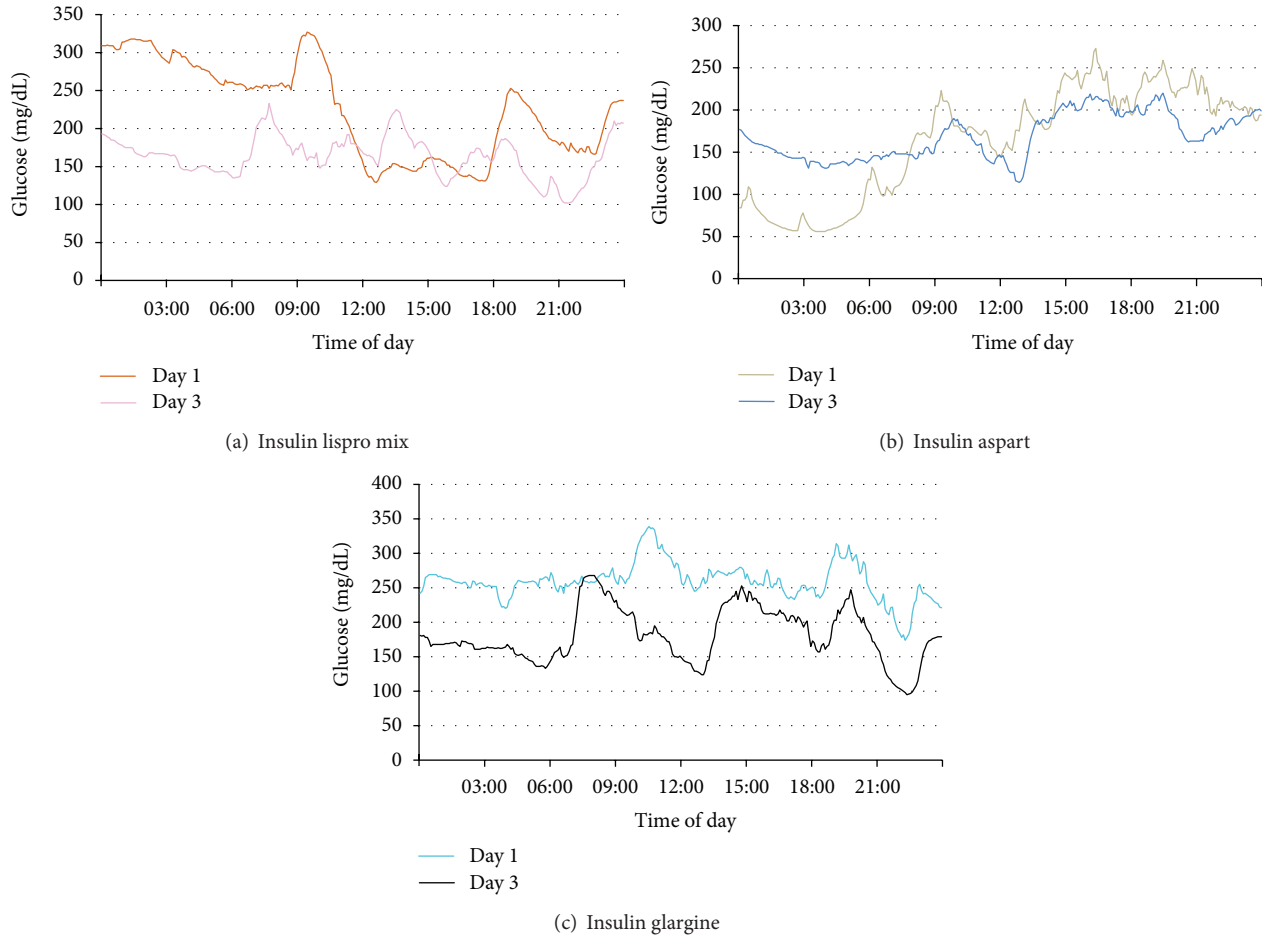 350
300
250
200
150
100
50
0
Glucose (mg/dL)
03:00 06:00 09:00 12:00 15:00 18:00 21:00
Time of day
Day 1
Day 3
(a) Insulin lispro mix
300
250
200
150
100
50
0
Glucose (mg/dL)
03:00 06:00 09:00 12:00 15:00 18:00 21:00
Time of day
Day 1
Day 3
(b) Insulin aspart
400
350
300
250
200
150
100
50
0
Glucose (mg/dL)
03:00 06:00 09:00 12:00 15:00 18:00 21:00
Time of day
Day 1
Day 3
(c) Insulin glargine